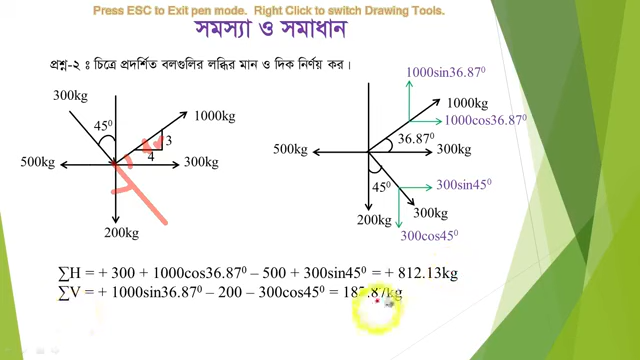 Press ESC to Exit pen mode. Right Click to switch Drawing Tools.
সমস্যা ও সমাধান
প্রশ্ন-২ ঃ চিত্রে প্রদর্শিত বলগুলির লব্ধির মান ও দিক নির্ণয় কর।
300kg
45⁰
1000kg
3
4
500kg
300kg
200kg
1000sin36.87⁰
1000kg
1000cos36.87⁰
36.87⁰
500kg
300kg
45⁰
300sin45⁰
200kg
300kg
300cos45⁰
∑H = + 300 + 1000cos36.87⁰ – 500 + 300sin45⁰ = + 812.13kg
∑V = + 1000sin36.87⁰ – 200 – 300cos45⁰ = 187.87kg